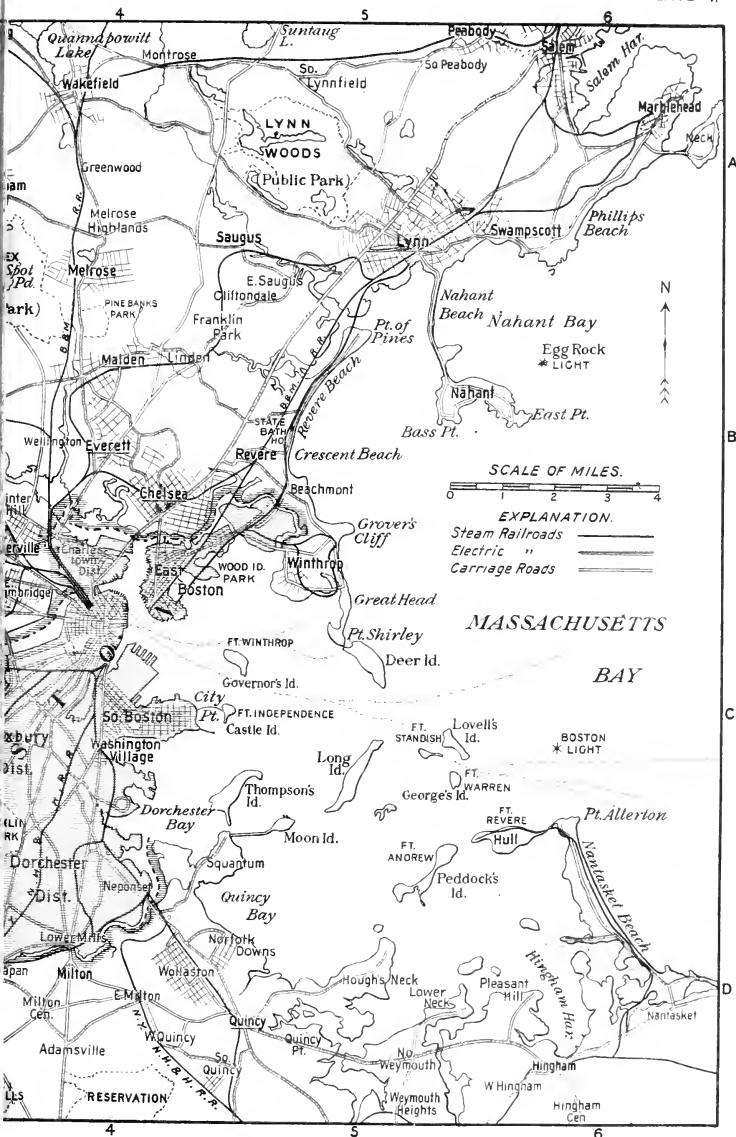 4
5
6
Quannapowitt
Lake
Suntaug
L.
Montrose
Peabody
Salem
Salem Har.
So.
Lynnfield
So Peabody
Wakefield
Marblehead
Neck
LYNN
WOODS
(Public Park)
A
Greenwood
R.R.
Melrose
Highlands
Phillips
Beach
Saugus
Lynn
Swampscott
Spot
Pd.
Melrose
E. Saugus
Cliftondale
N
Nahant
Beach
Nahant Bay
Park)
PINE BANKS
PARK
Franklin
Park
Pt. of
Pines
Egg Rock
LIGHT
B & M
Malden
Linden
R.R.
B & M.
Revere Beach
Nahant
East Pt.
Bass Pt.
STATE
BATH
HO.
B
Wellington
Everett
Revere
Crescent Beach
SCALE OF MILES.
0 1 2 3 4
Chelsea
Beachmont
EXPLANATION.
Steam Railroads
Electric "
Carriage Roads
Grover's
Cliff
Charles-
town
Dist.
East
Boston
WOOD ID.
PARK
Winthrop
Great Head
MASSACHUSETTS
BAY
Pt. Shirley
Deer Id.
FT. WINTHROP
Governor's Id.
O
T
S
So. Boston
City
Pt.
FT. INDEPENDENCE
Castle Id.
FT.
STANDISH
Lovell's
Id.
C
BOSTON
LIGHT
Washington
Village
Long
Id.
FT.
WARREN
George's Id.
Thompson's
Id.
Dorchester
Bay
FT.
REVERE
Pt. Allerton
Moon Id.
Hull
Dorchester
Dist.
Squantum
FT.
ANDREW
Peddock's
Id.
Nantasket Beach
Neponset
Quincy
Bay
Lower Mills
Norfolk
Downs
Wollaston
Milton
Hough's Neck
Lower
Neck
Pleasant
Hill
Hingham Har.
D
Milton
Cen.
E. Milton
Quincy
Nantasket
W. Quincy
Quincy
Pt.
N.Y. N.H. & H. R.R.
Adamsville
So.
Quincy
No
Weymouth
Hingham
W Hingham
RESERVATION
Weymouth
Heights
Hingham
Cen
4
5
6